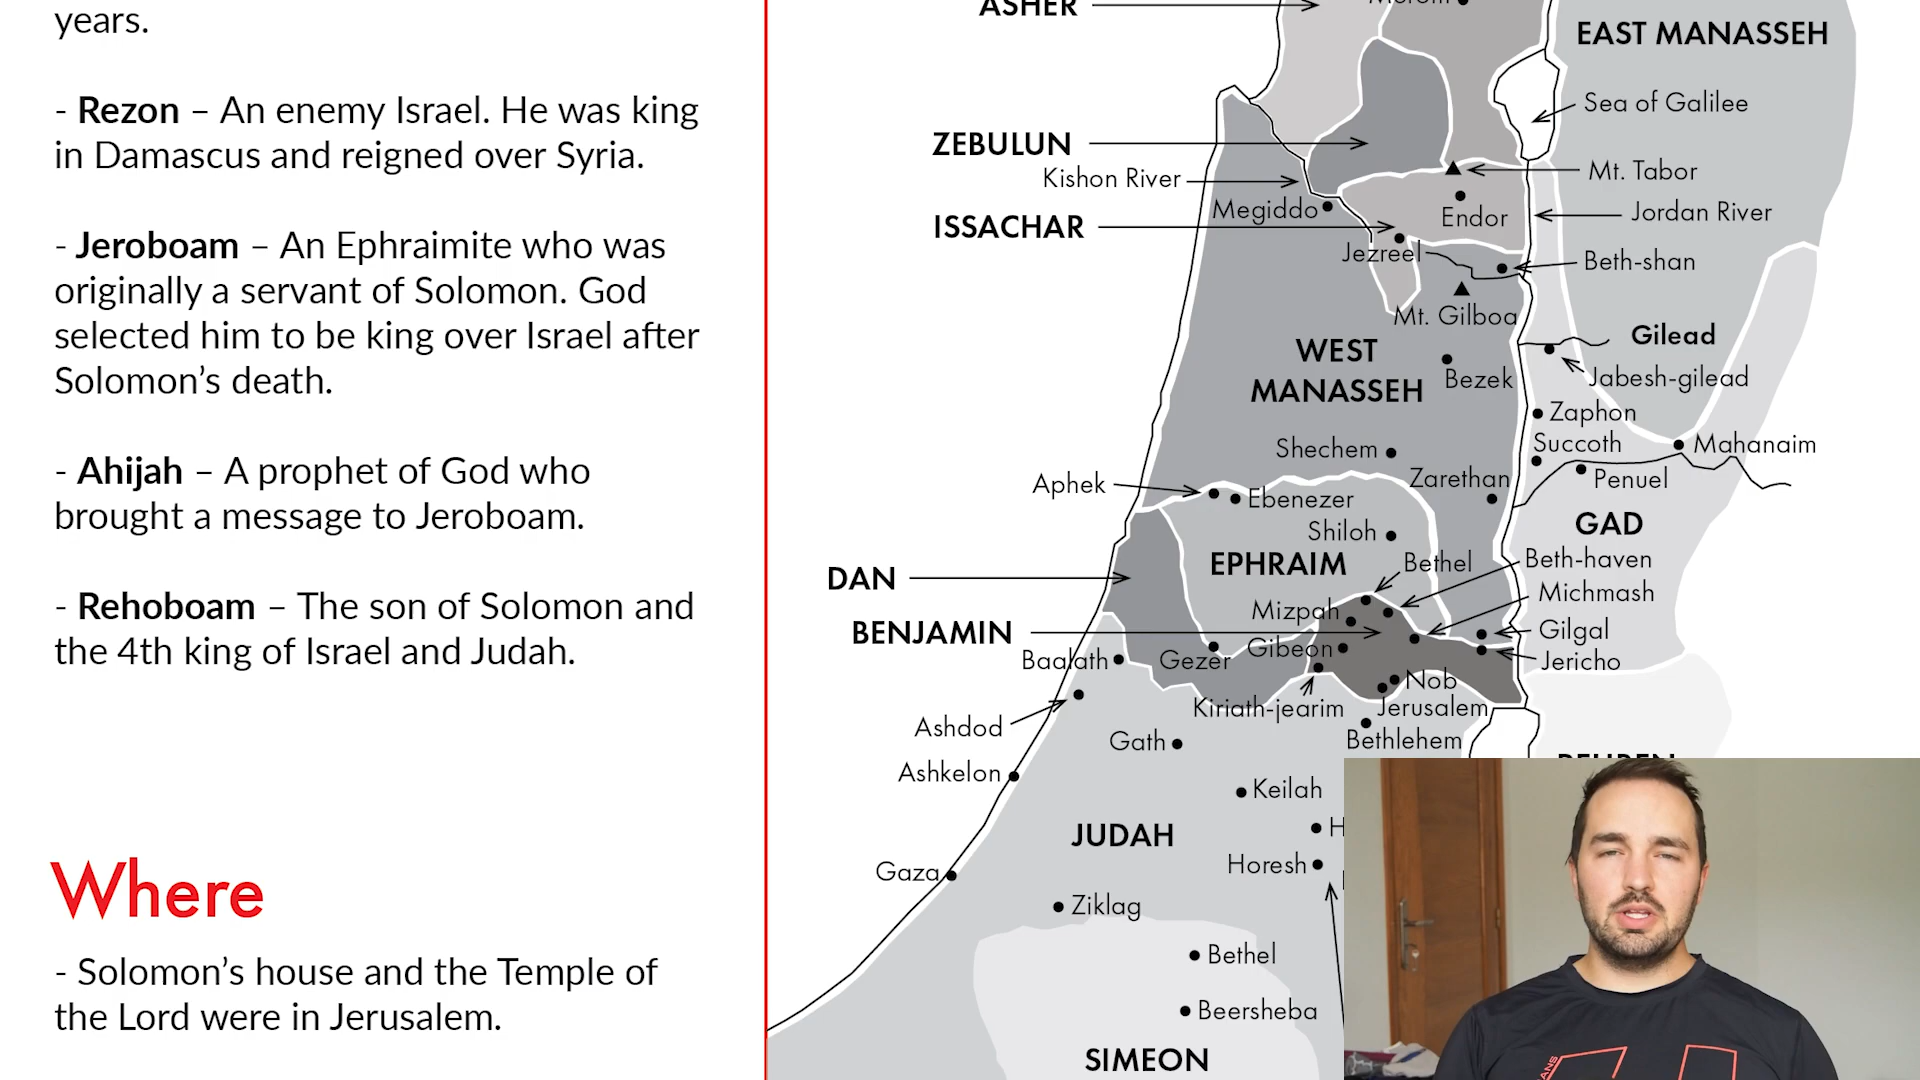 years.
- Rezon – An enemy Israel. He was king
in Damascus and reigned over Syria.
- Jeroboam – An Ephraimite who was
originally a servant of Solomon. God
selected him to be king over Israel after
Solomon’s death.
- Ahijah – A prophet of God who
brought a message to Jeroboam.
- Rehoboam – The son of Solomon and
the 4th king of Israel and Judah.
Where
- Solomon’s house and the Temple of
the Lord were in Jerusalem.
ASHER
EAST MANASSEH
Sea of Galilee
ZEBULUN
Kishon River
Mt. Tabor
Megiddo
Endor
Jordan River
ISSACHAR
Jezreel
Beth-shan
Mt. Gilboa
Gilead
WEST
MANASSEH
Bezek
Jabesh-gilead
Zaphon
Shechem
Succoth
Mahanaim
Aphek
Ebenezer
Zarethan
Penuel
Shiloh
GAD
EPHRAIM
Bethel
Beth-haven
DAN
Michmash
Mizpah
BENJAMIN
Gilgal
Gibeon
Baalath
Gezer
Jericho
Nob
Kiriath-jearim
Jerusalem
Ashdod
Bethlehem
Gath
Ashkelon
Keilah
H
JUDAH
Horesh
Gaza
Ziklag
Bethel
Beersheba
SIMEON